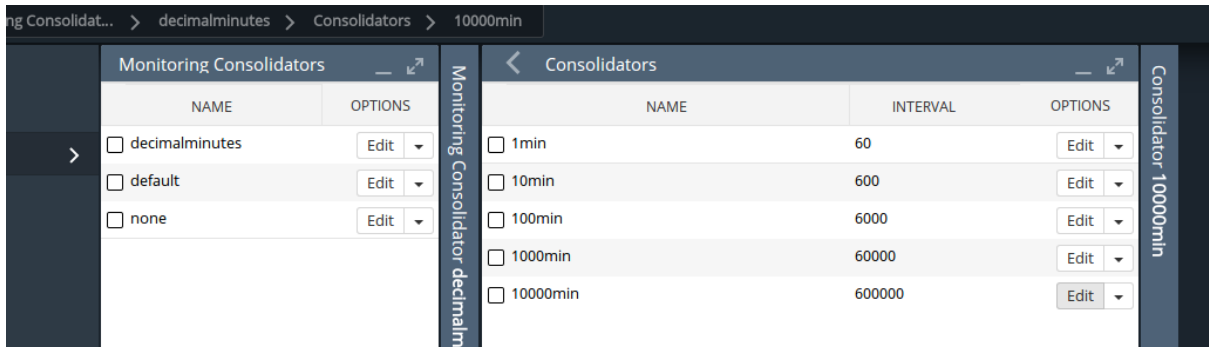 ng Consolidat... > decimalminutes > Consolidators > 10000min
Monitoring Consolidators
NAME OPTIONS
decimalminutes Edit
default Edit
none Edit
Monitoring Consolidator decimalm
Consolidators
NAME INTERVAL OPTIONS
1min 60 Edit
10min 600 Edit
100min 6000 Edit
1000min 60000 Edit
10000min 600000 Edit
Consolidator 10000min